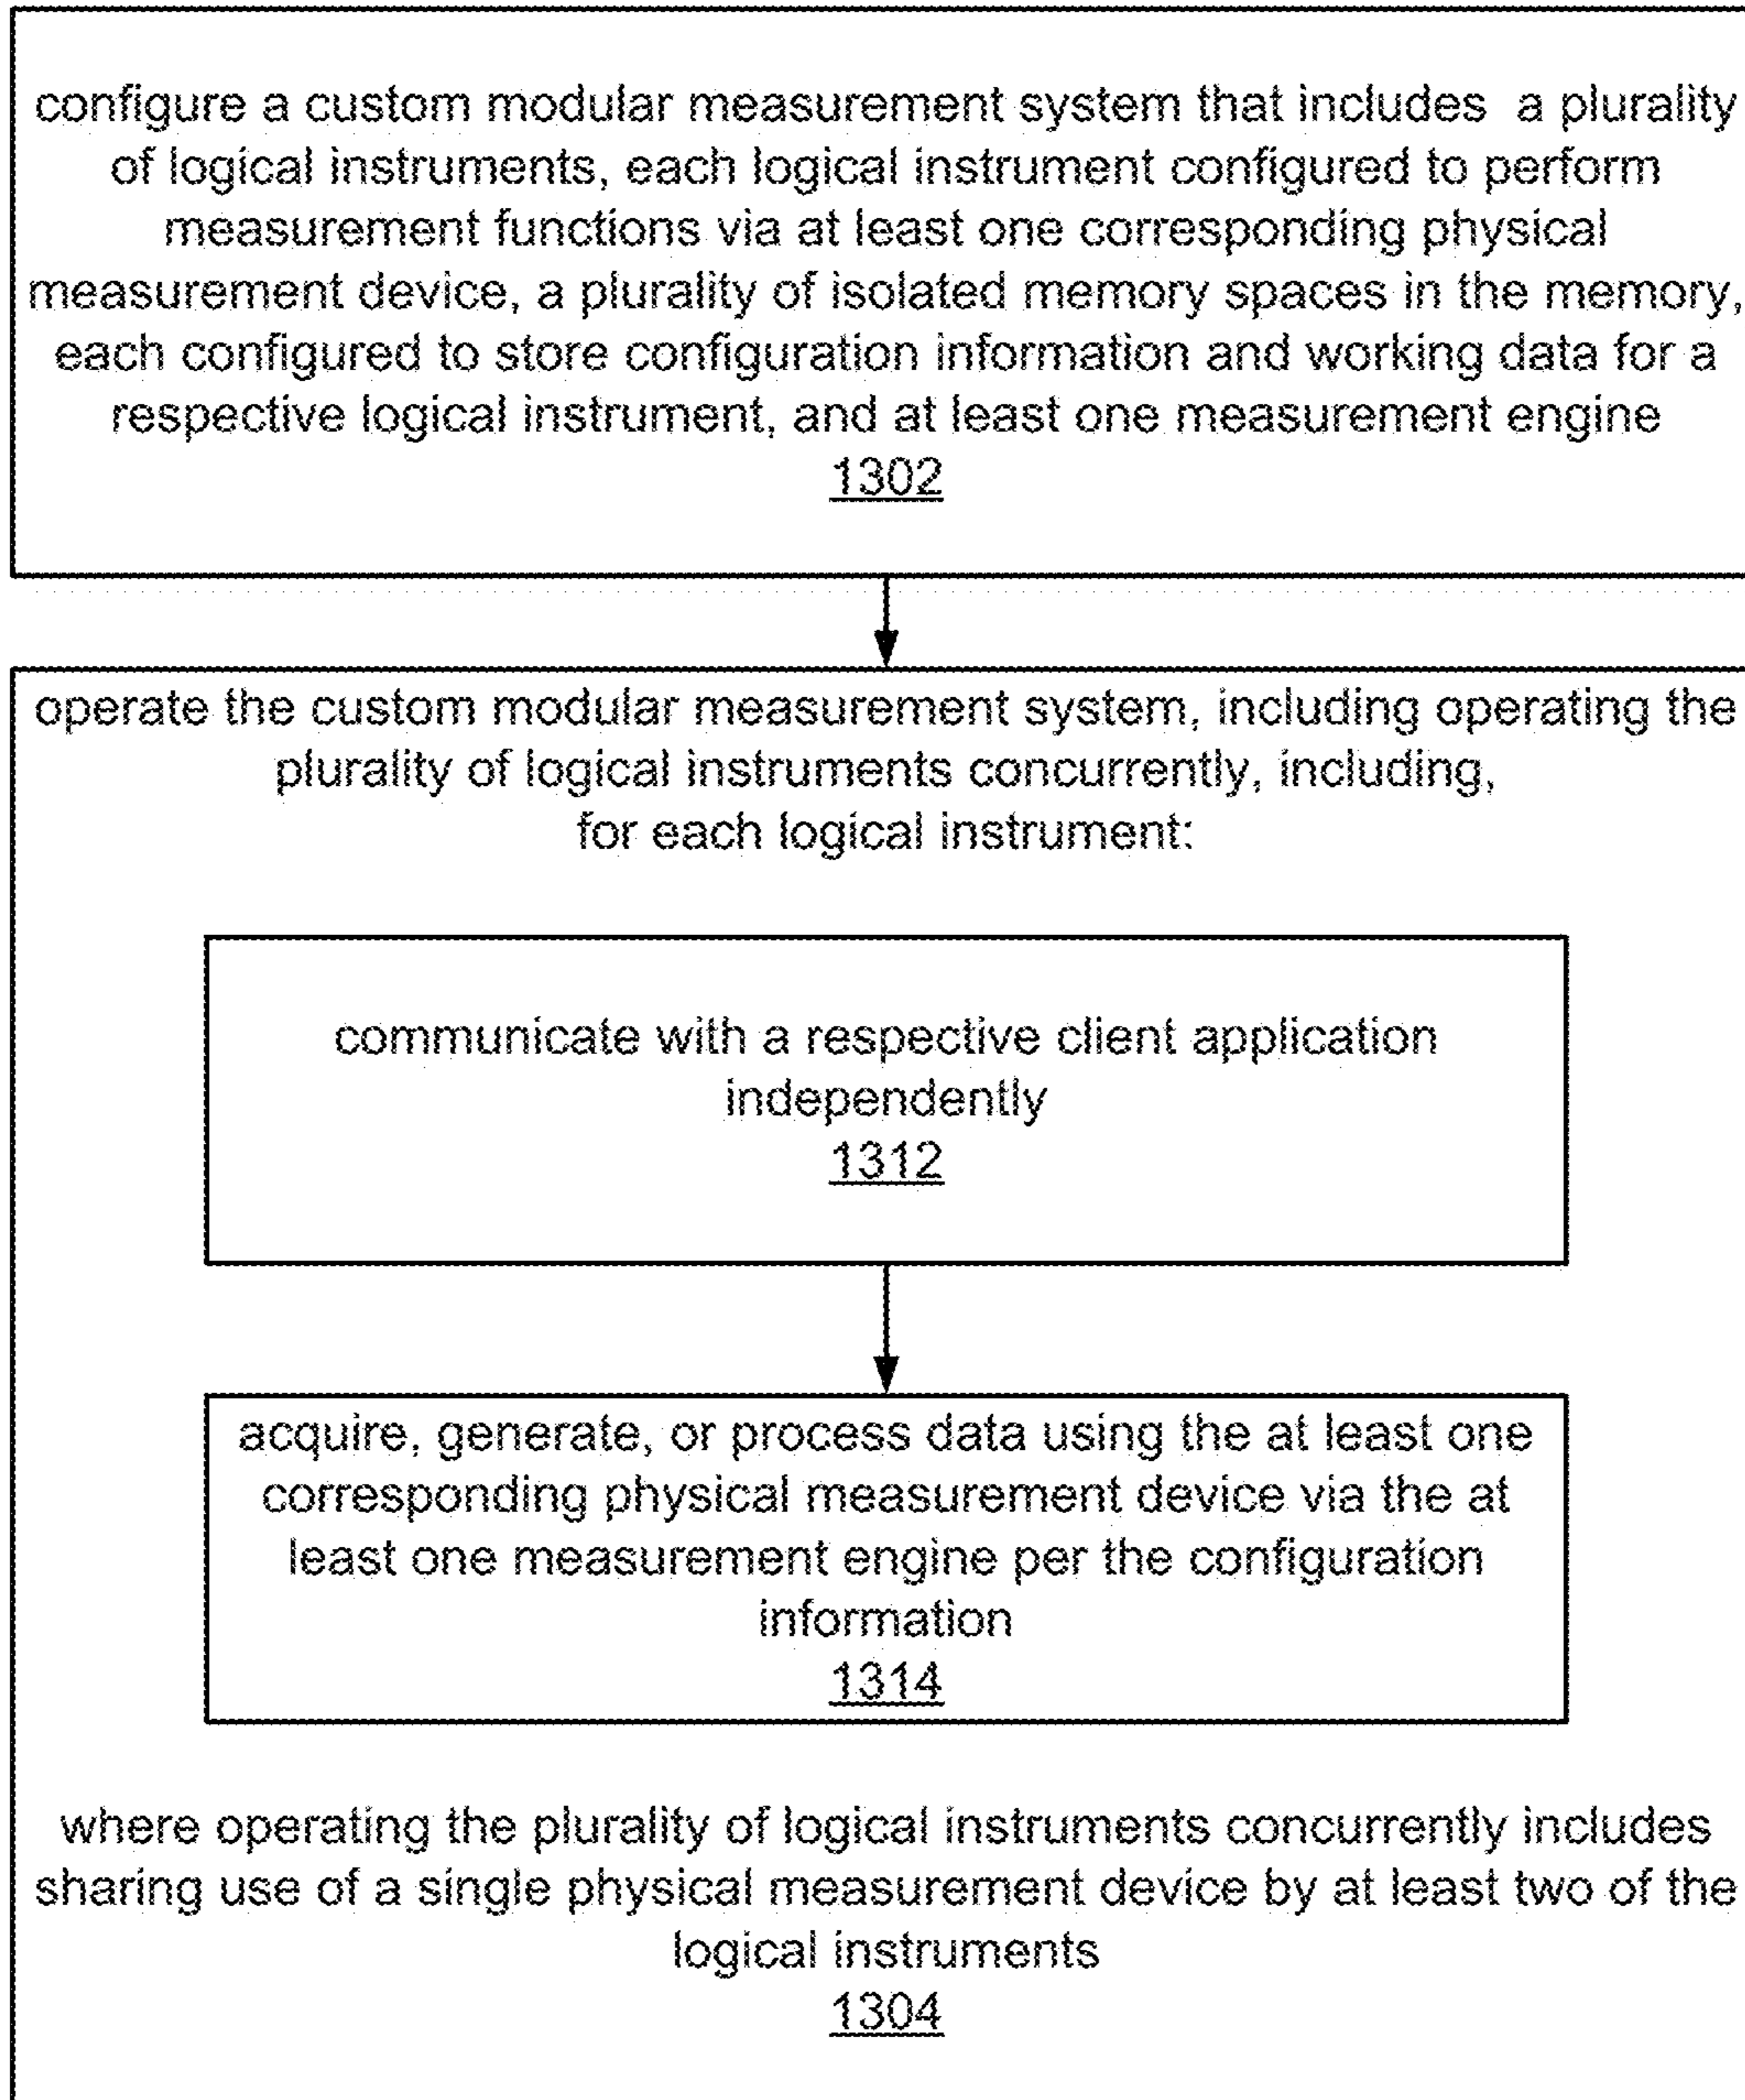 configure a custom modular measurement system that includes a plurality
of logical instruments, each logical instrument configured to perform
measurement functions via at least one corresponding physical
measurement device, a plurality of isolated memory spaces in the memory,
each configured to store configuration information and working data for a
respective logical instrument, and at least one measurement engine
1302
operate the custom modular measurement system, including operating the
plurality of logical instruments concurrently, including,
for each logical instrument:
communicate with a respective client application
independently
1312
acquire, generate, or process data using the at least one
corresponding physical measurement device via the at
least one measurement engine per the configuration
information
1314
where operating the plurality of logical instruments concurrently includes
sharing use of a single physical measurement device by at least two of the
logical instruments
1304